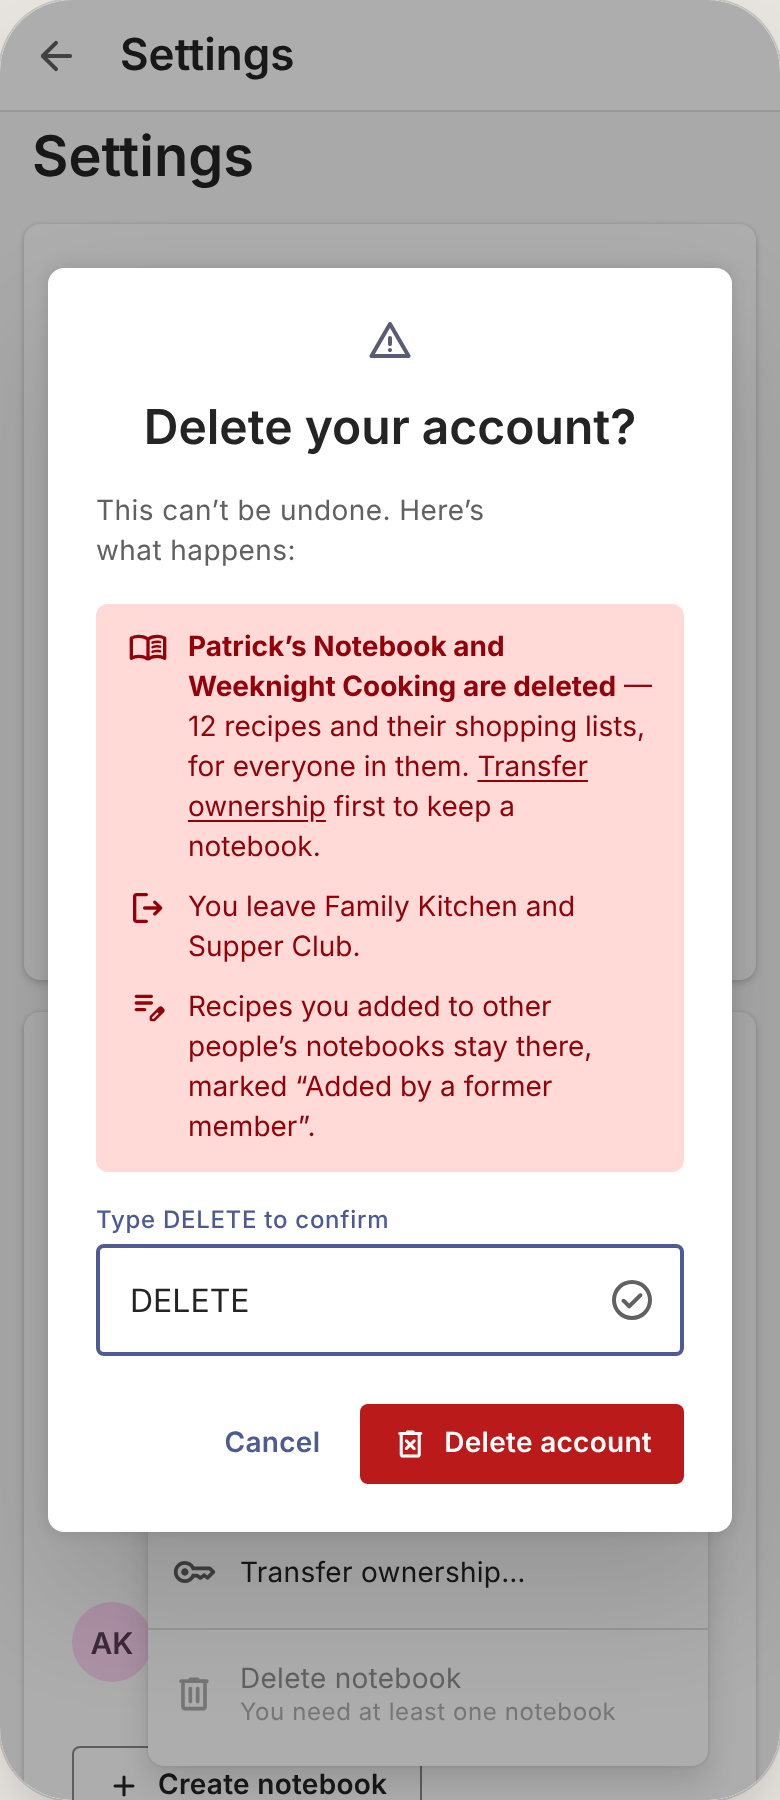 Settings
Settings
Delete your account?
This can’t be undone. Here’s
what happens:
Patrick’s Notebook and
Weeknight Cooking are deleted —
12 recipes and their shopping lists,
for everyone in them. Transfer
ownership first to keep a
notebook.
You leave Family Kitchen and
Supper Club.
Recipes you added to other
people’s notebooks stay there,
marked “Added by a former
member”.
Type DELETE to confirm
DELETE
Cancel
Delete account
Transfer ownership...
AK
Delete notebook
You need at least one notebook
Create notebook